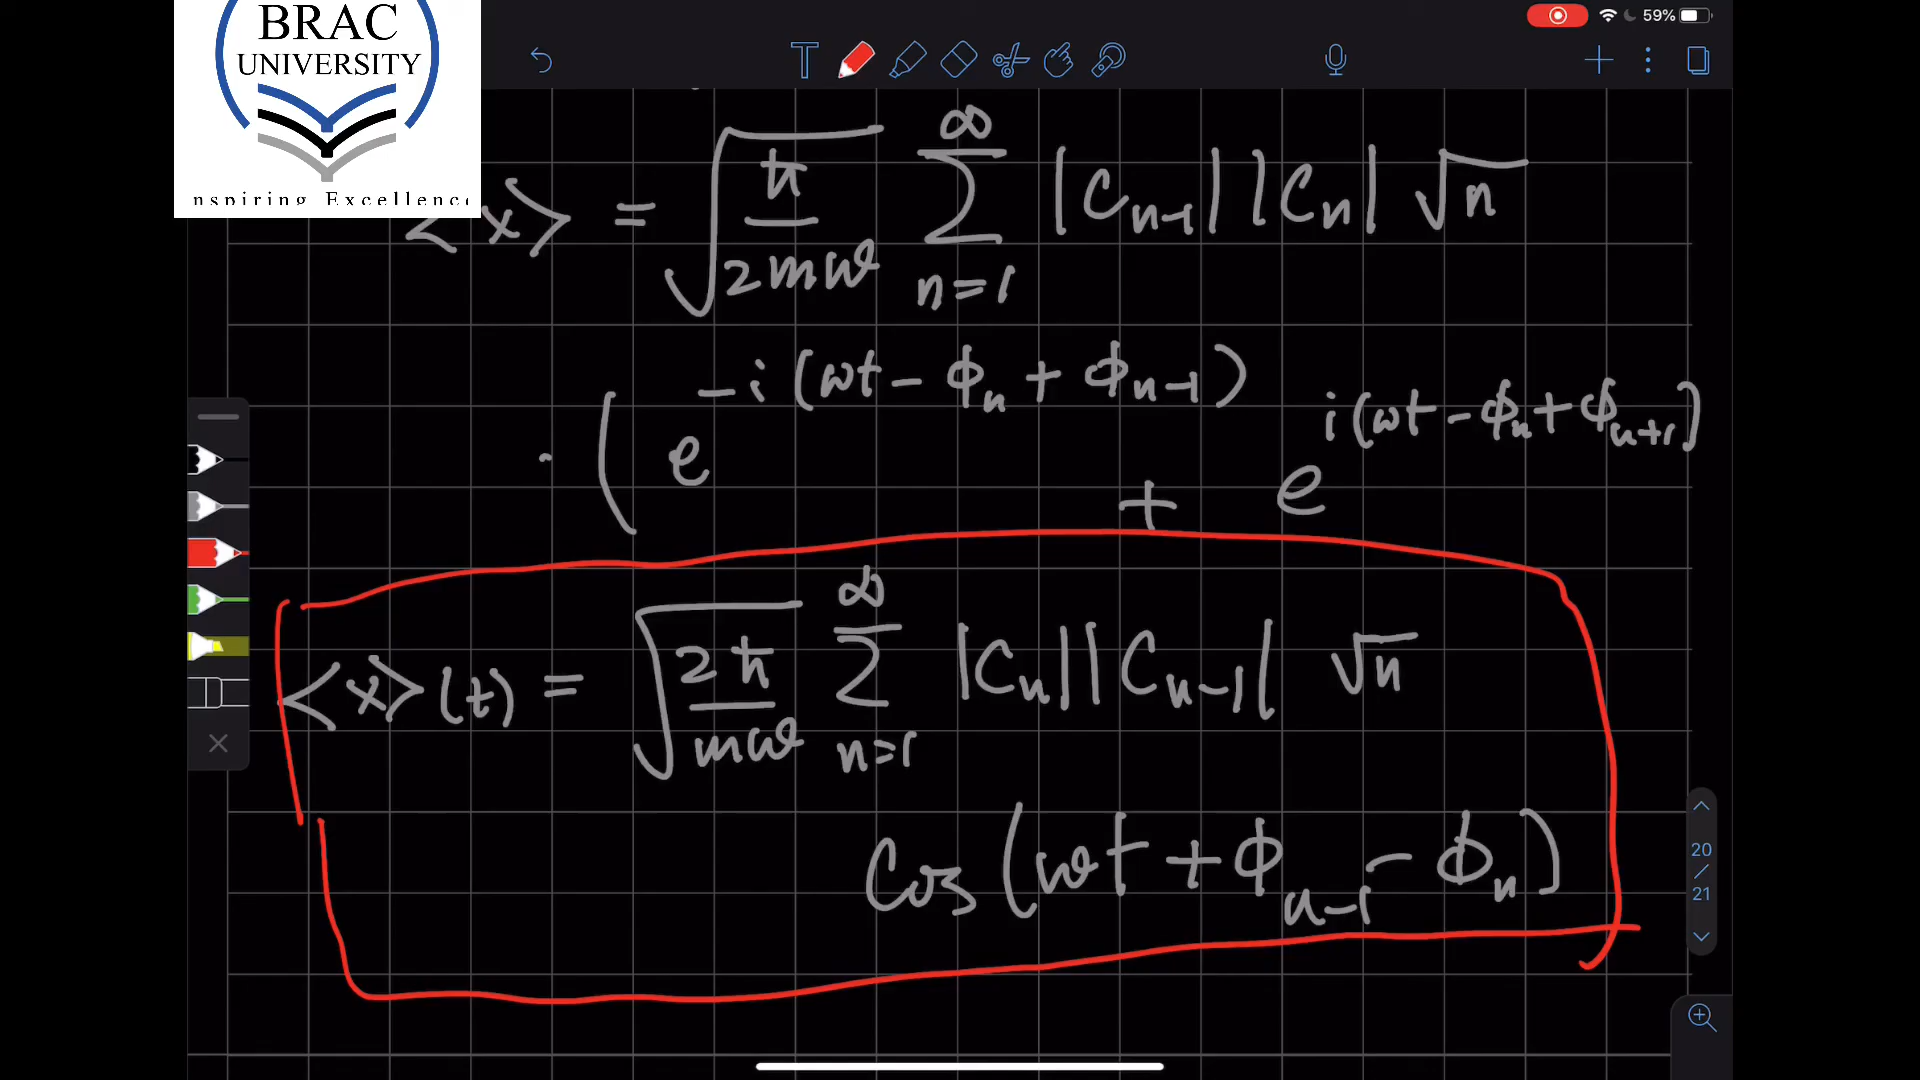 BRAC
UNIVERSITY
nspiring Excellenc
59%
T
<x> = √(ħ/2mω) ∑_{n=1}^{∞} |C_{n-1}| |C_n| √n
· ( e^{-i(ωt - φ_n + φ_{n-1})} + e^{i(ωt - φ_n + φ_{n+1})}
<x>(t) = √(2ħ/mω) ∑_{n=1}^{∞} |C_n| |C_{n-1}| √n
Cos(ωt + φ_{n-1} - φ_n)
20
/
21